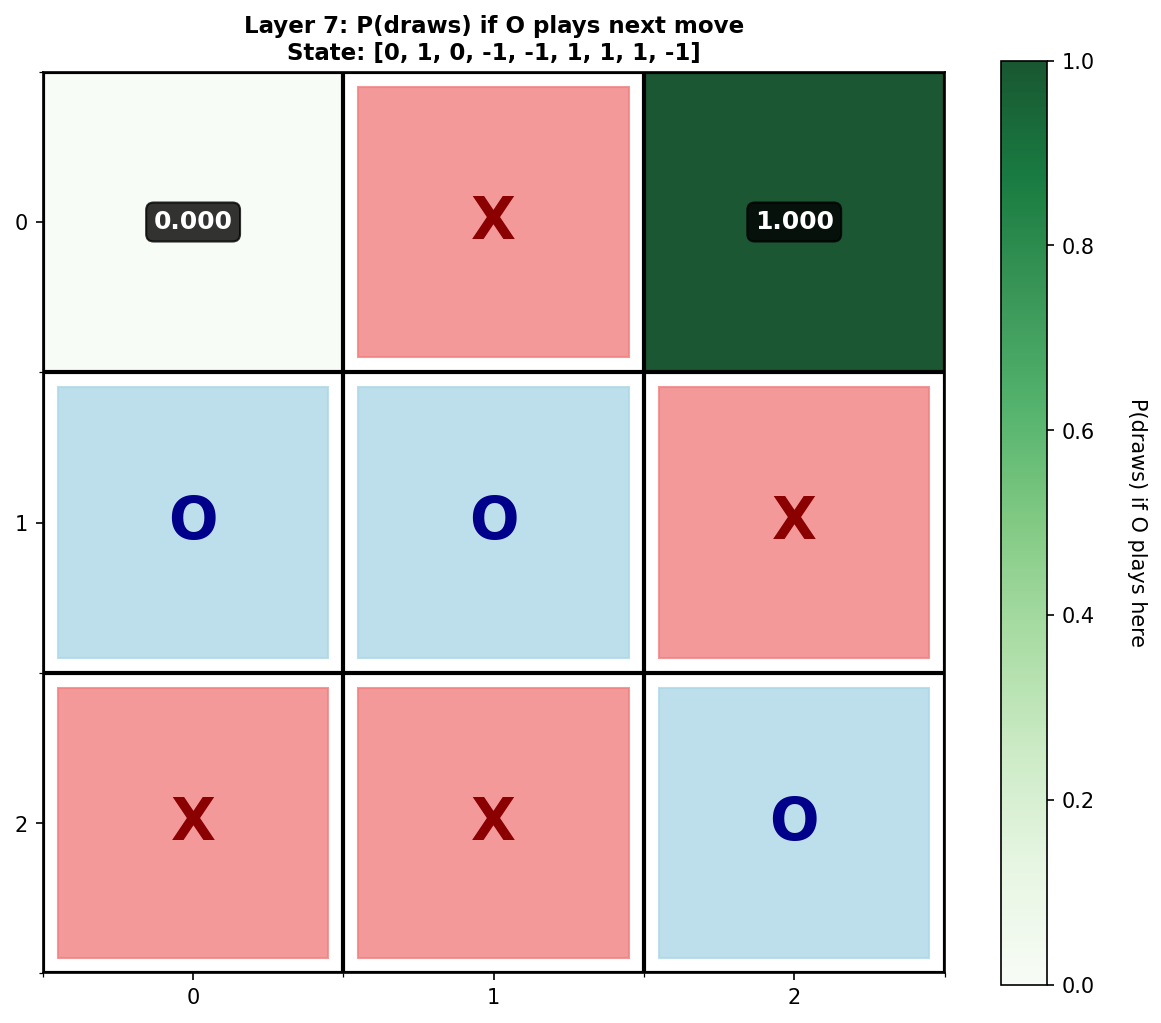 Layer 7: P(draws) if O plays next move
State: [0, 1, 0, -1, -1, 1, 1, 1, -1]
0.000
X
1.000
O
O
X
X
X
O
0
1
2
0
1
2
1.0
0.8
0.6
0.4
0.2
0.0
P(draws) if O plays here